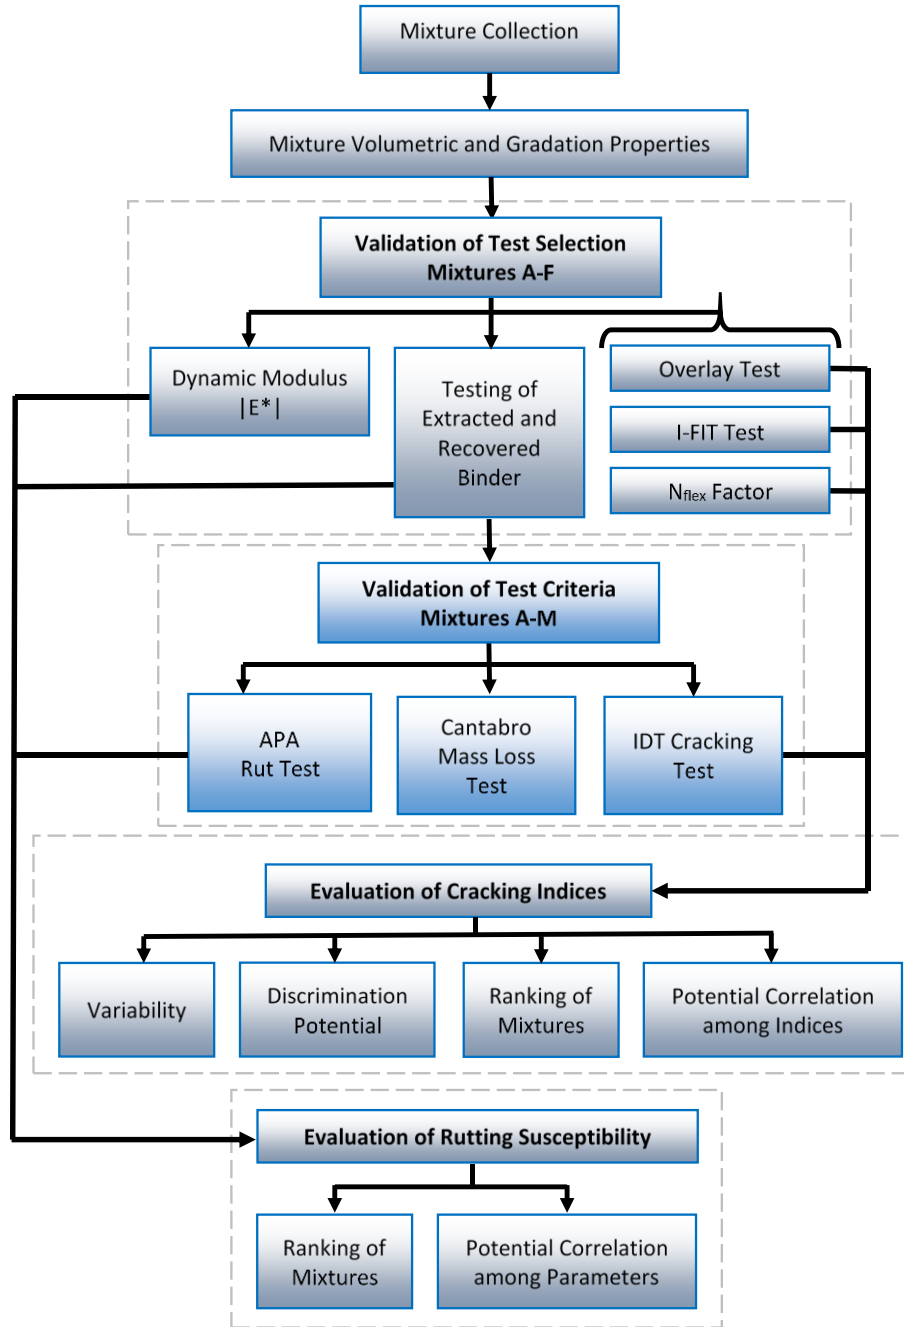 Mixture Collection
Mixture Volumetric and Gradation Properties
Validation of Test Selection
Mixtures A-F
Dynamic Modulus
|E*|
Testing of
Extracted and
Recovered
Binder
Overlay Test
I-FIT Test
Nflex Factor
Validation of Test Criteria
Mixtures A-M
APA
Rut Test
Cantabro
Mass Loss
Test
IDT Cracking
Test
Evaluation of Cracking Indices
Variability
Discrimination
Potential
Ranking of
Mixtures
Potential Correlation
among Indices
Evaluation of Rutting Susceptibility
Ranking of
Mixtures
Potential Correlation
among Parameters